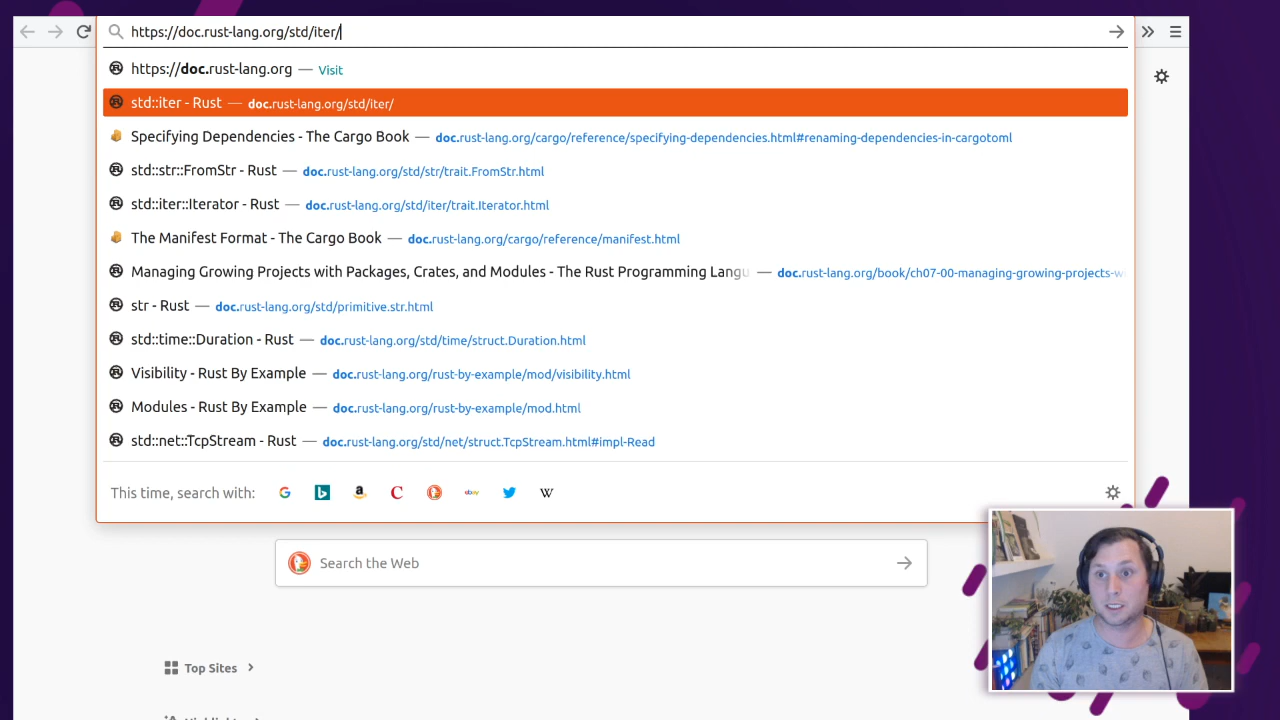 https://doc.rust-lang.org/std/iter/
https://doc.rust-lang.org — Visit
std::iter - Rust — doc.rust-lang.org/std/iter/
Specifying Dependencies - The Cargo Book — doc.rust-lang.org/cargo/reference/specifying-dependencies.html#renaming-dependencies-in-cargotoml
std::str::FromStr - Rust — doc.rust-lang.org/std/str/trait.FromStr.html
std::iter::Iterator - Rust — doc.rust-lang.org/std/iter/trait.Iterator.html
The Manifest Format - The Cargo Book — doc.rust-lang.org/cargo/reference/manifest.html
Managing Growing Projects with Packages, Crates, and Modules - The Rust Programming Langu — doc.rust-lang.org/book/ch07-00-managing-growing-projects-w
str - Rust — doc.rust-lang.org/std/primitive.str.html
std::time::Duration - Rust — doc.rust-lang.org/std/time/struct.Duration.html
Visibility - Rust By Example — doc.rust-lang.org/rust-by-example/mod/visibility.html
Modules - Rust By Example — doc.rust-lang.org/rust-by-example/mod.html
std::net::TcpStream - Rust — doc.rust-lang.org/std/net/struct.TcpStream.html#impl-Read
This time, search with: G b a C ebay W
Search the Web
Top Sites